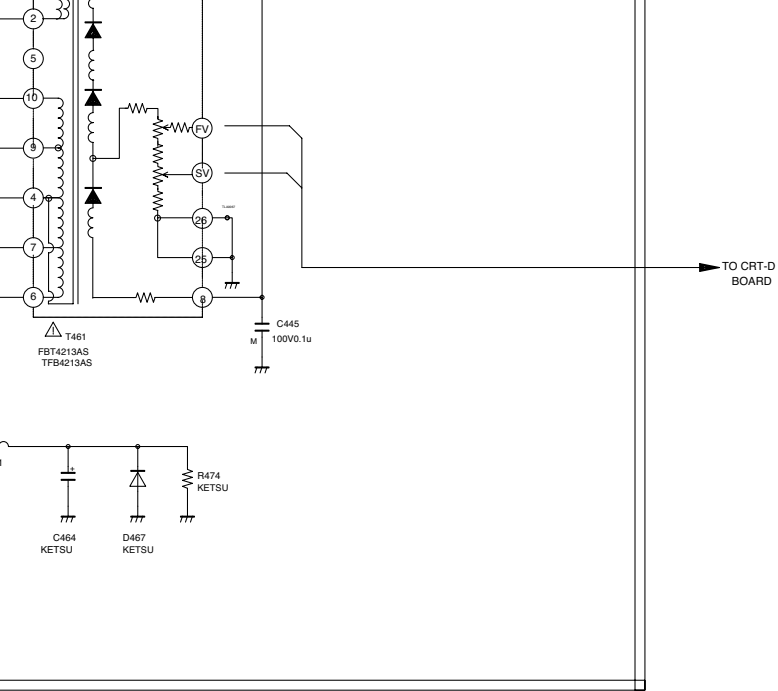 2
5
10
9
4
7
6
FV
SV
26
25
8
TO CRT-D
BOARD
T461
FBT4213AS
TFB4213AS
C445
M 100V0.1u
+
R474
KETSU
C464
KETSU
D467
KETSU